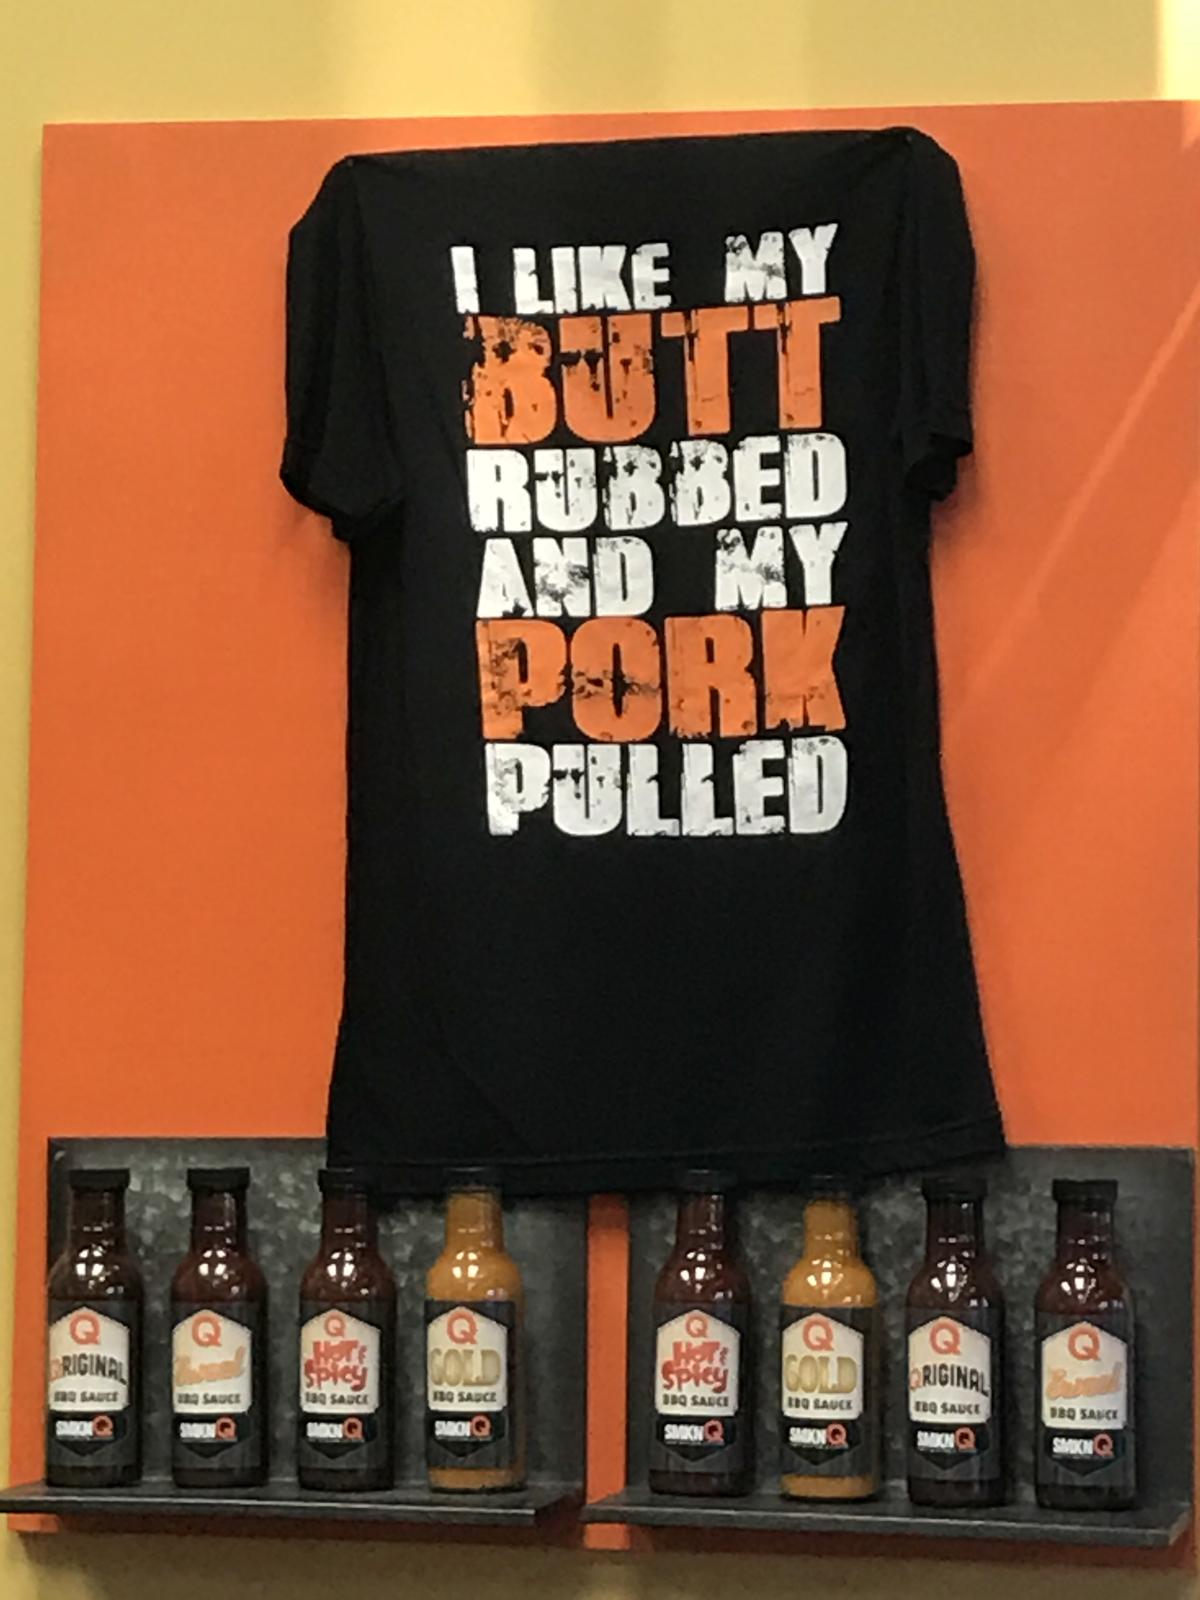 I LIKE MY
BUTT
RUBBED
AND MY
PORK
PULLED
Q
ORIGINAL
BBQ SAUCE
SMKNQ
Q
Sweet
BBQ SAUCE
SMKNQ
Q
Hot &
Spicy
BBQ SAUCE
SMKNQ
Q
GOLD
BBQ SAUCE
SMKNQ
Q
Hot &
Spicy
BBQ SAUCE
SMKNQ
Q
GOLD
BBQ SAUCE
SMKNQ
Q
ORIGINAL
BBQ SAUCE
SMKNQ
Q
Sweet
BBQ SAUCE
SMKNQ